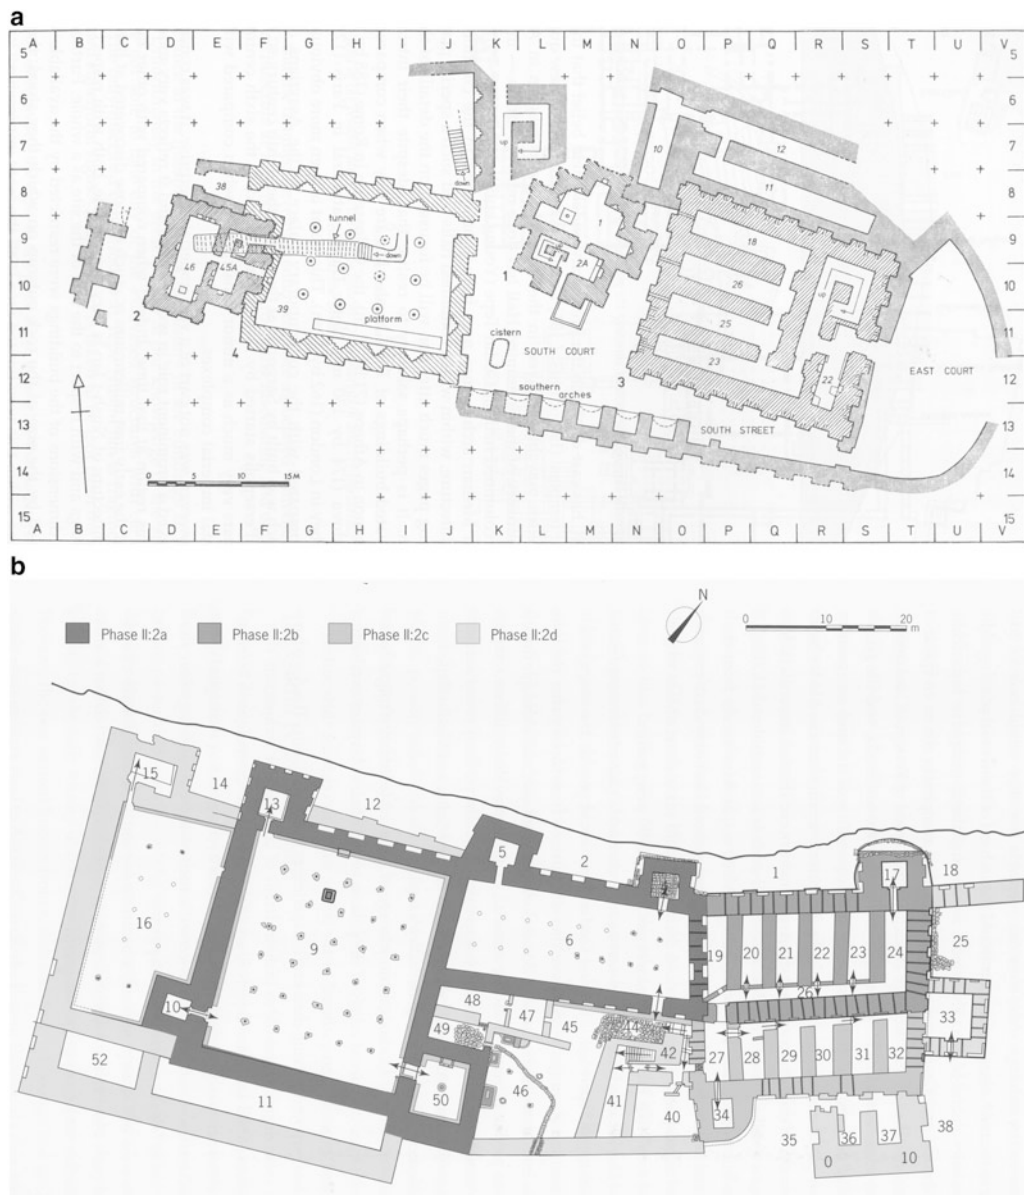 a
A B C D E F G H I J K L M N O P Q R S T U V
5 5
6 6
7 7
8 8
9 9
10 10
11 11
12 12
13 13
14 14
15 15
up
down
10
12
11
38
tunnel
down
1
18
46
45A
2A
26
up
1
2
39
platform
25
cistern
SOUTH COURT
23
4
3
22
EAST COURT
southern
arches
SOUTH STREET
0 5 10 15 M
A B C D E F G H I J K L M N O P Q R S T U V
b
Phase II:2a Phase II:2b Phase II:2c Phase II:2d
N
0 10 20
m
15 14 13 12 5 2 1 17 18
16 9 6 19 20 21 22 23 24 25
26
10 48 47 45 44 33
49 42 27 28 29 30 31 32
52 11 50 46 41 40 34
35 36 37 38
0 10